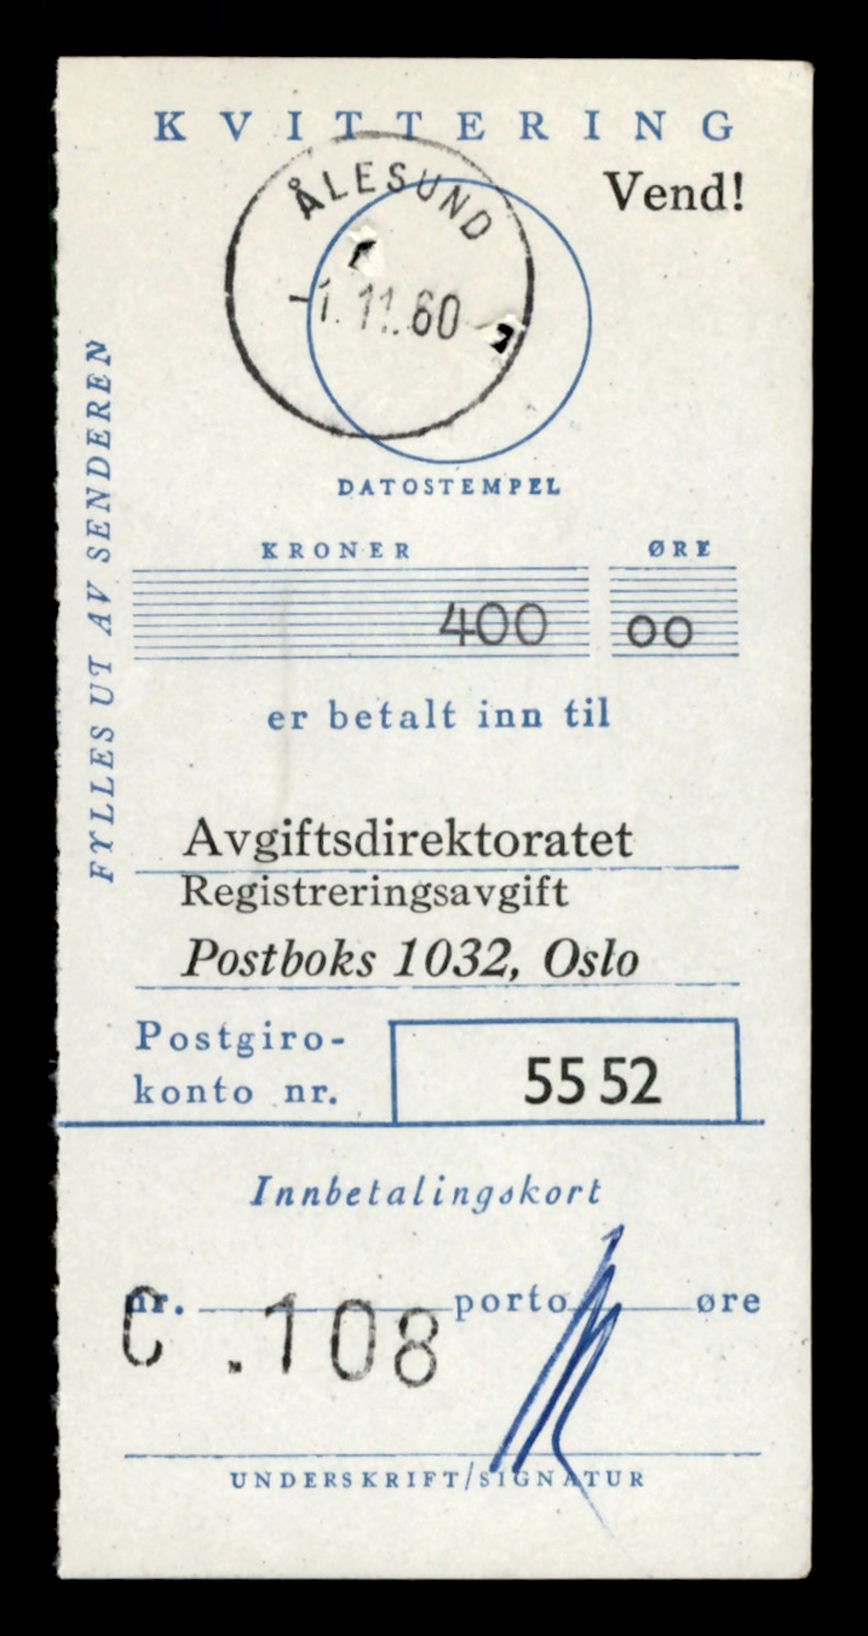 KVITTERING
Vend!
ÅLESUND
-1.11.60
DATOSTEMPEL
FYLLES UT AV SENDEREN
KRONER ØRE
400 00
er betalt inn til
Avgiftsdirektoratet
Registreringsavgift
Postboks 1032, Oslo
Postgiro-
konto nr. 55 52
Innbetalingskort
nr. porto øre
C .108
UNDERSKRIFT/SIGNATUR